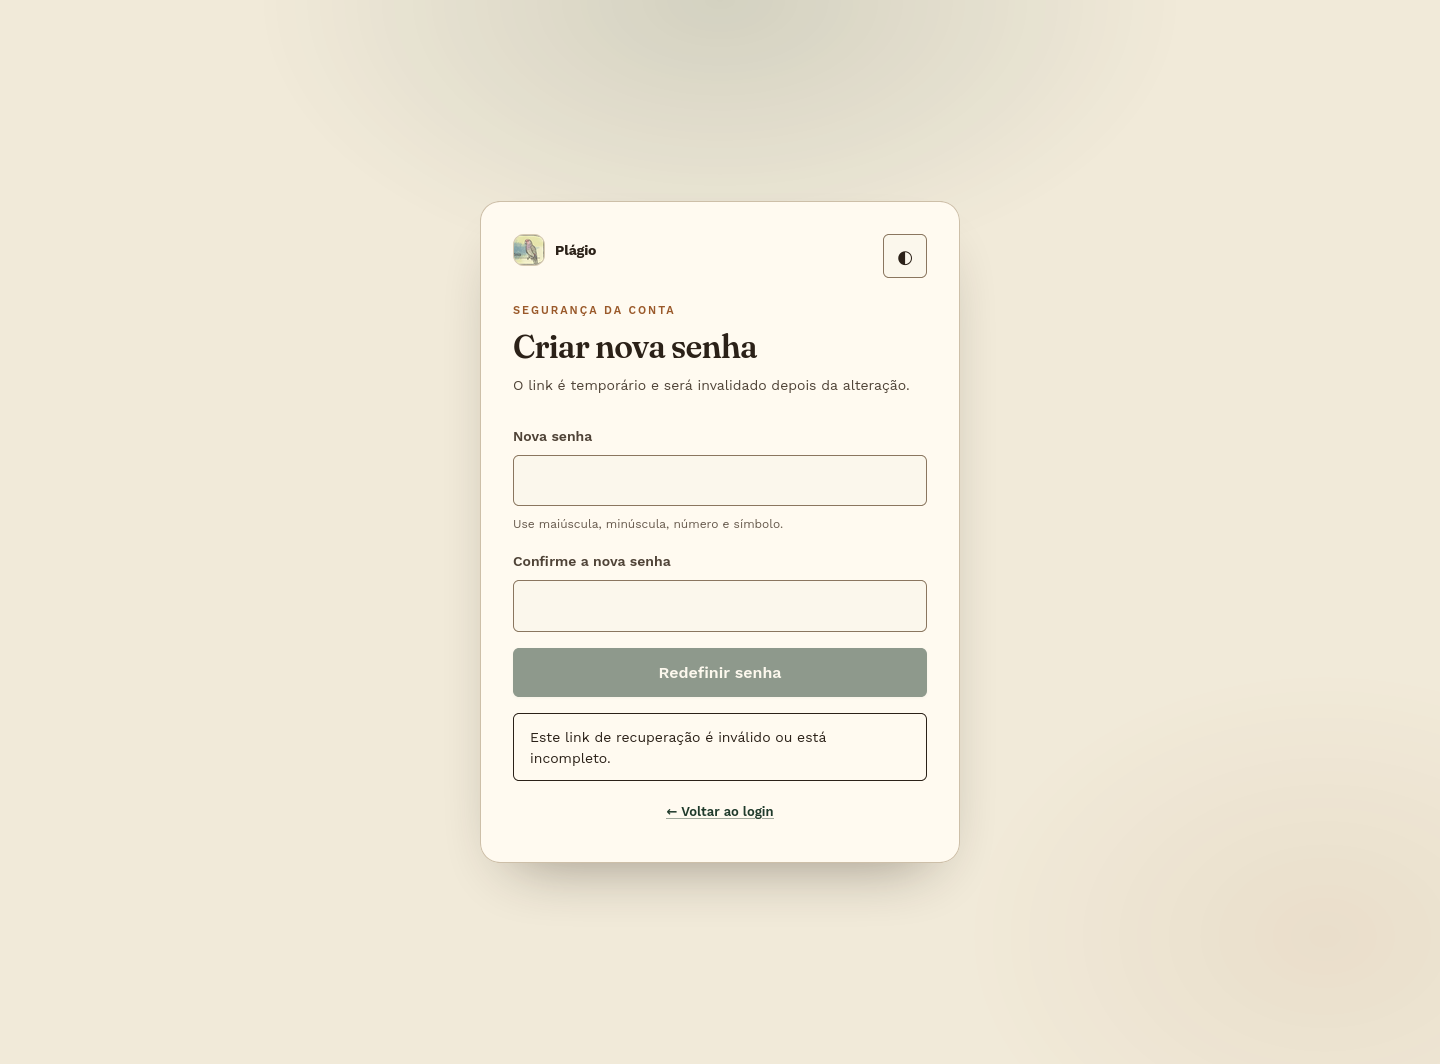 Plágio
SEGURANÇA DA CONTA
Criar nova senha
O link é temporário e será invalidado depois da alteração.
Nova senha
Use maiúscula, minúscula, número e símbolo.
Confirme a nova senha
Redefinir senha
Este link de recuperação é inválido ou está
incompleto.
← Voltar ao login